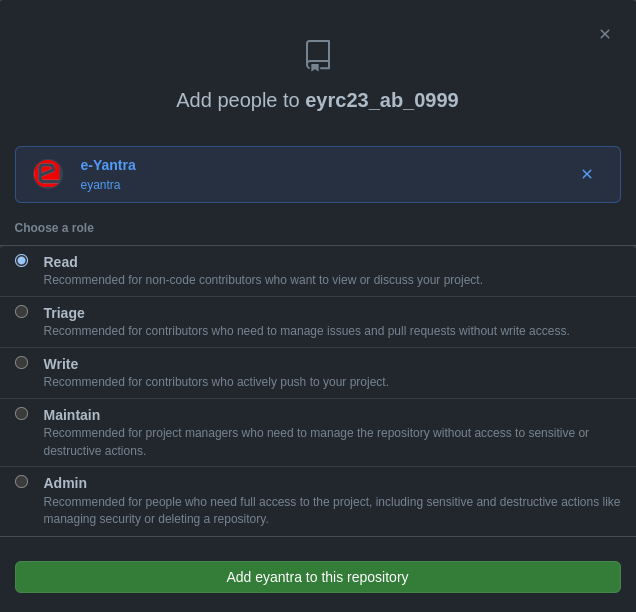 Add people to eyrc23_ab_0999
e-Yantra
eyantra
Choose a role
Read
Recommended for non-code contributors who want to view or discuss your project.
Triage
Recommended for contributors who need to manage issues and pull requests without write access.
Write
Recommended for contributors who actively push to your project.
Maintain
Recommended for project managers who need to manage the repository without access to sensitive or
destructive actions.
Admin
Recommended for people who need full access to the project, including sensitive and destructive actions like
managing security or deleting a repository.
Add eyantra to this repository